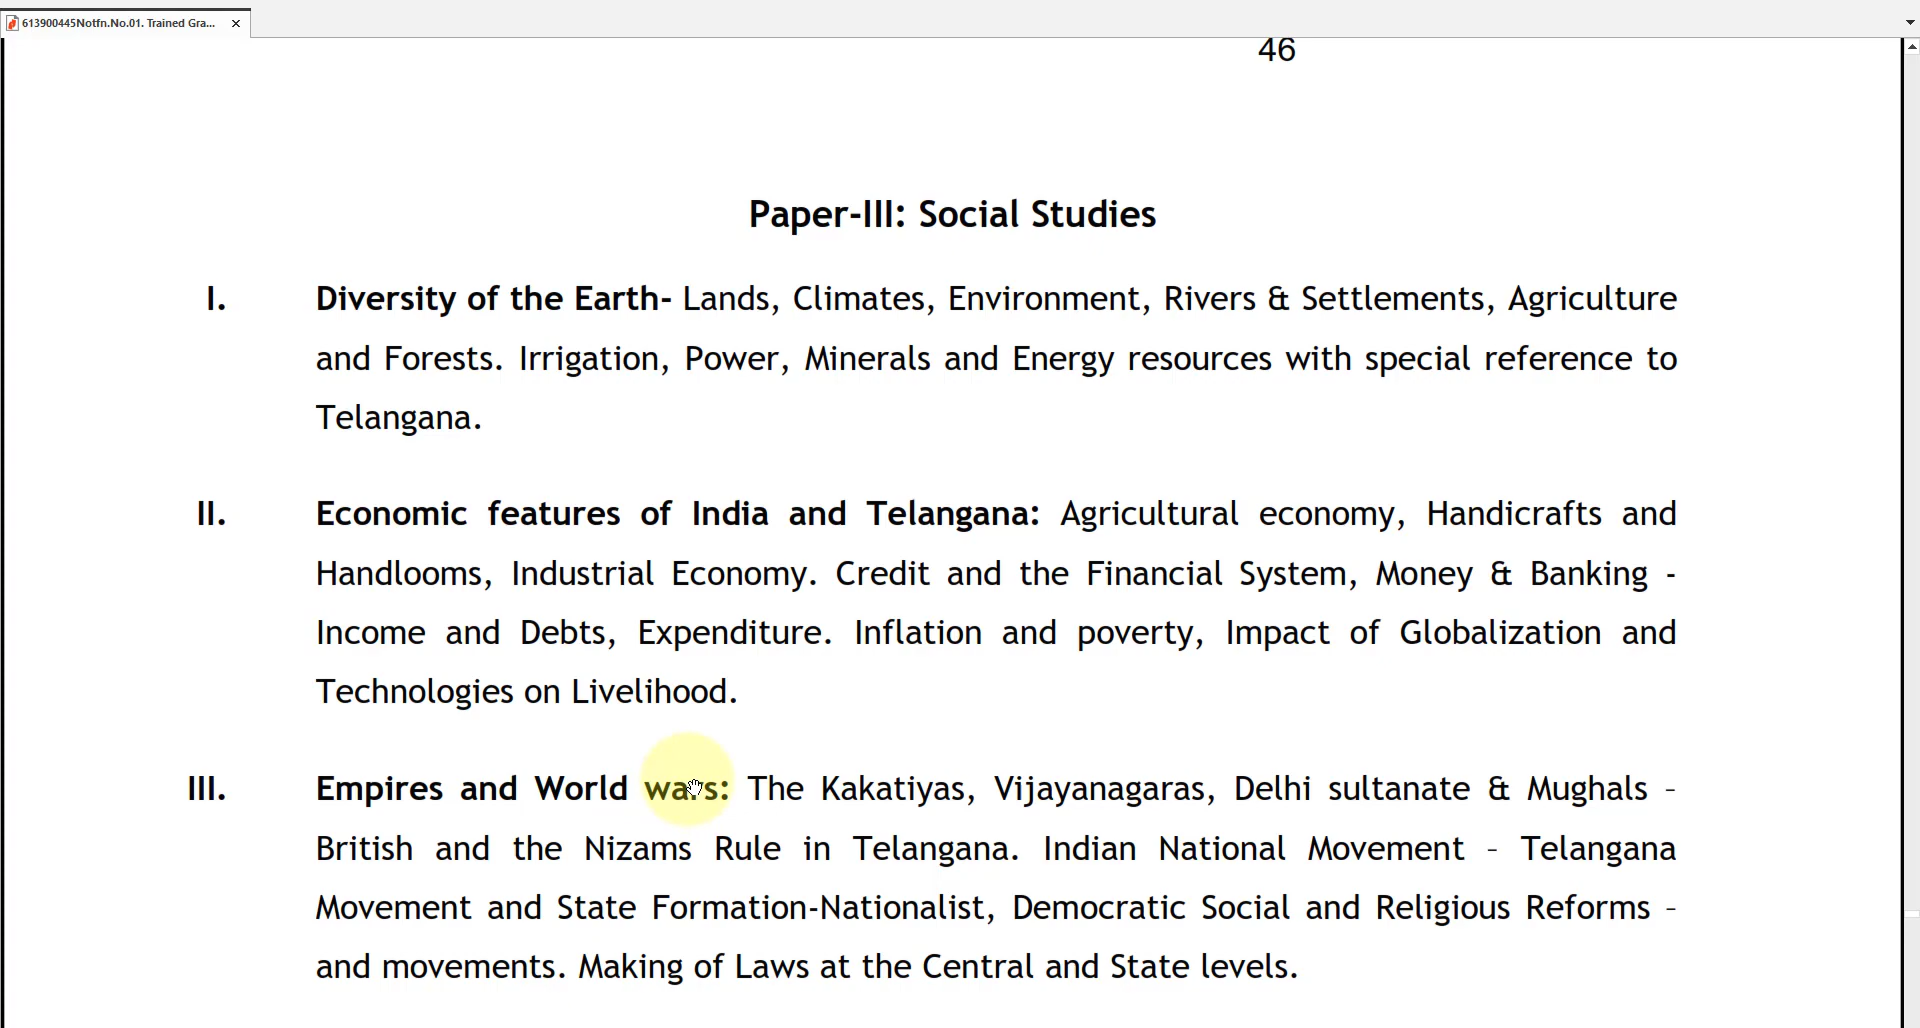 613900445Notfn.No.01. Trained Gra...
46
Paper-III: Social Studies
I. Diversity of the Earth- Lands, Climates, Environment, Rivers & Settlements, Agriculture
and Forests. Irrigation, Power, Minerals and Energy resources with special reference to
Telangana.
II. Economic features of India and Telangana: Agricultural economy, Handicrafts and
Handlooms, Industrial Economy. Credit and the Financial System, Money & Banking -
Income and Debts, Expenditure. Inflation and poverty, Impact of Globalization and
Technologies on Livelihood.
III. Empires and World wars: The Kakatiyas, Vijayanagaras, Delhi sultanate & Mughals –
British and the Nizams Rule in Telangana. Indian National Movement – Telangana
Movement and State Formation-Nationalist, Democratic Social and Religious Reforms –
and movements. Making of Laws at the Central and State levels.